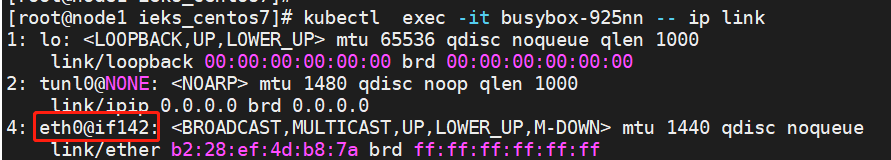 [root@node1 ieks_centos7]#
[root@node1 ieks_centos7]# kubectl  exec -it busybox-925nn -- ip link
1: lo: <LOOPBACK,UP,LOWER_UP> mtu 65536 qdisc noqueue qlen 1000
    link/loopback 00:00:00:00:00:00 brd 00:00:00:00:00:00
2: tunl0@NONE: <NOARP> mtu 1480 qdisc noop qlen 1000
    link/ipip 0.0.0.0 brd 0.0.0.0
4: eth0@if142: <BROADCAST,MULTICAST,UP,LOWER_UP,M-DOWN> mtu 1440 qdisc noqueue
    link/ether b2:28:ef:4d:b8:7a brd ff:ff:ff:ff:ff:ff